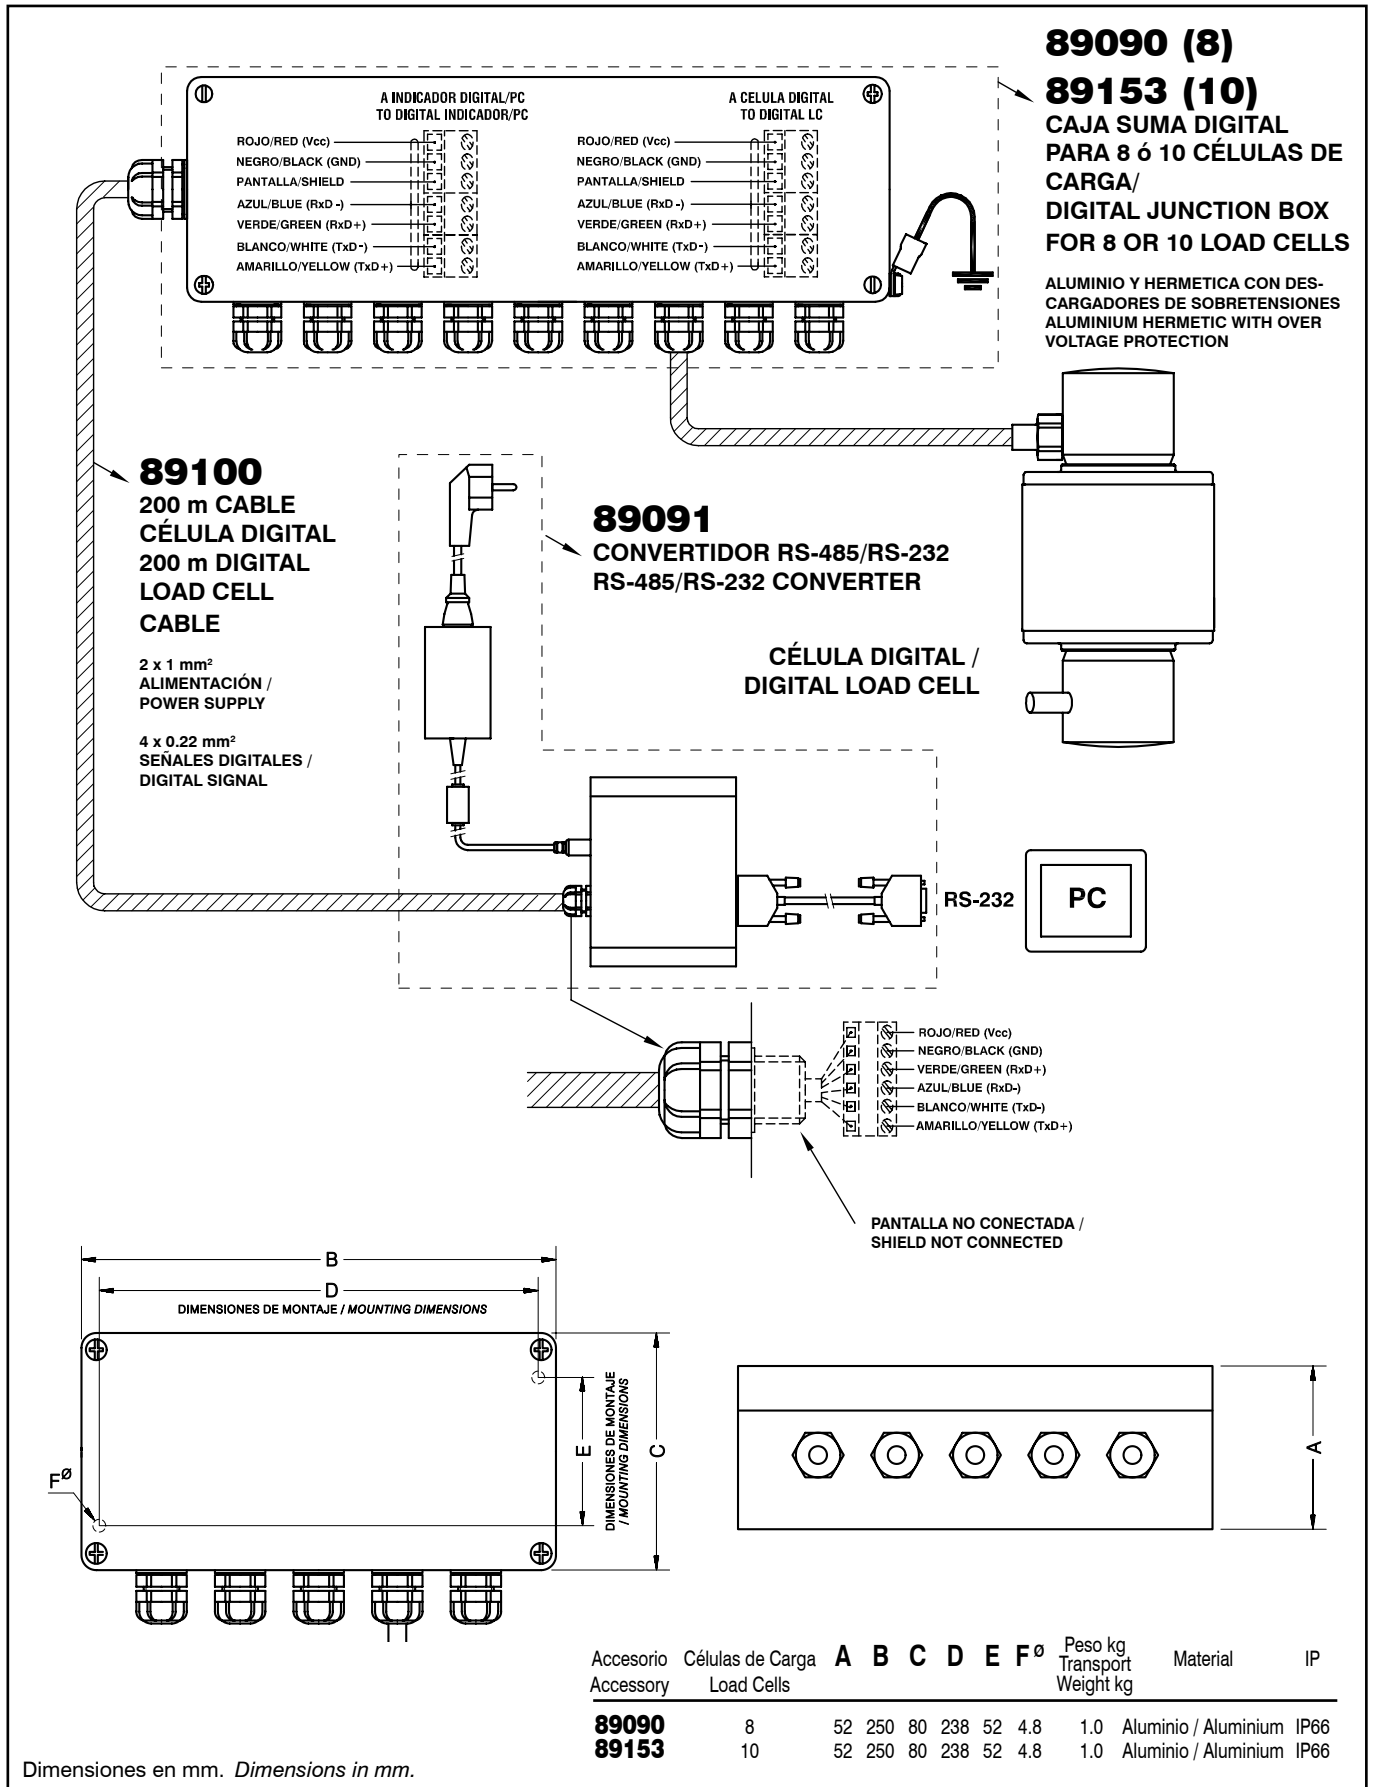 89090 (8)
89153 (10)
CAJA SUMA DIGITAL
PARA 8 ó 10 CÉLULAS DE
CARGA/
DIGITAL JUNCTION BOX
FOR 8 OR 10 LOAD CELLS
ALUMINIO Y HERMETICA CON DES-
CARGADORES DE SOBRETENSIONES
ALUMINIUM HERMETIC WITH OVER
VOLTAGE PROTECTION
A INDICADOR DIGITAL/PC
TO DIGITAL INDICADOR/PC
ROJO/RED (Vcc)
NEGRO/BLACK (GND)
PANTALLA/SHIELD
AZUL/BLUE (RxD -)
VERDE/GREEN (RxD+)
BLANCO/WHITE (TxD-)
AMARILLO/YELLOW (TxD+)
A CELULA DIGITAL
TO DIGITAL LC
ROJO/RED (Vcc)
NEGRO/BLACK (GND)
PANTALLA/SHIELD
AZUL/BLUE (RxD -)
VERDE/GREEN (RxD+)
BLANCO/WHITE (TxD-)
AMARILLO/YELLOW (TxD+)
89100
200 m CABLE
CÉLULA DIGITAL
200 m DIGITAL
LOAD CELL
CABLE
2 x 1 mm²
ALIMENTACIÓN /
POWER SUPPLY
4 x 0.22 mm²
SEÑALES DIGITALES /
DIGITAL SIGNAL
89091
CONVERTIDOR RS-485/RS-232
RS-485/RS-232 CONVERTER
CÉLULA DIGITAL /
DIGITAL LOAD CELL
RS-232
PC
ROJO/RED (Vcc)
NEGRO/BLACK (GND)
VERDE/GREEN (RxD+)
AZUL/BLUE (RxD-)
BLANCO/WHITE (TxD-)
AMARILLO/YELLOW (TxD+)
PANTALLA NO CONECTADA /
SHIELD NOT CONNECTED
B
D
DIMENSIONES DE MONTAJE / MOUNTING DIMENSIONS
E
DIMENSIONES DE MONTAJE
/ MOUNTING DIMENSIONS
C
FØ
A
Accesorio Células de Carga A B C D E FØ Peso kg Material IP
Accessory Load Cells Transport
Weight kg
89090 8 52 250 80 238 52 4.8 1.0 Aluminio / Aluminium IP66
89153 10 52 250 80 238 52 4.8 1.0 Aluminio / Aluminium IP66
Dimensiones en mm. Dimensions in mm.